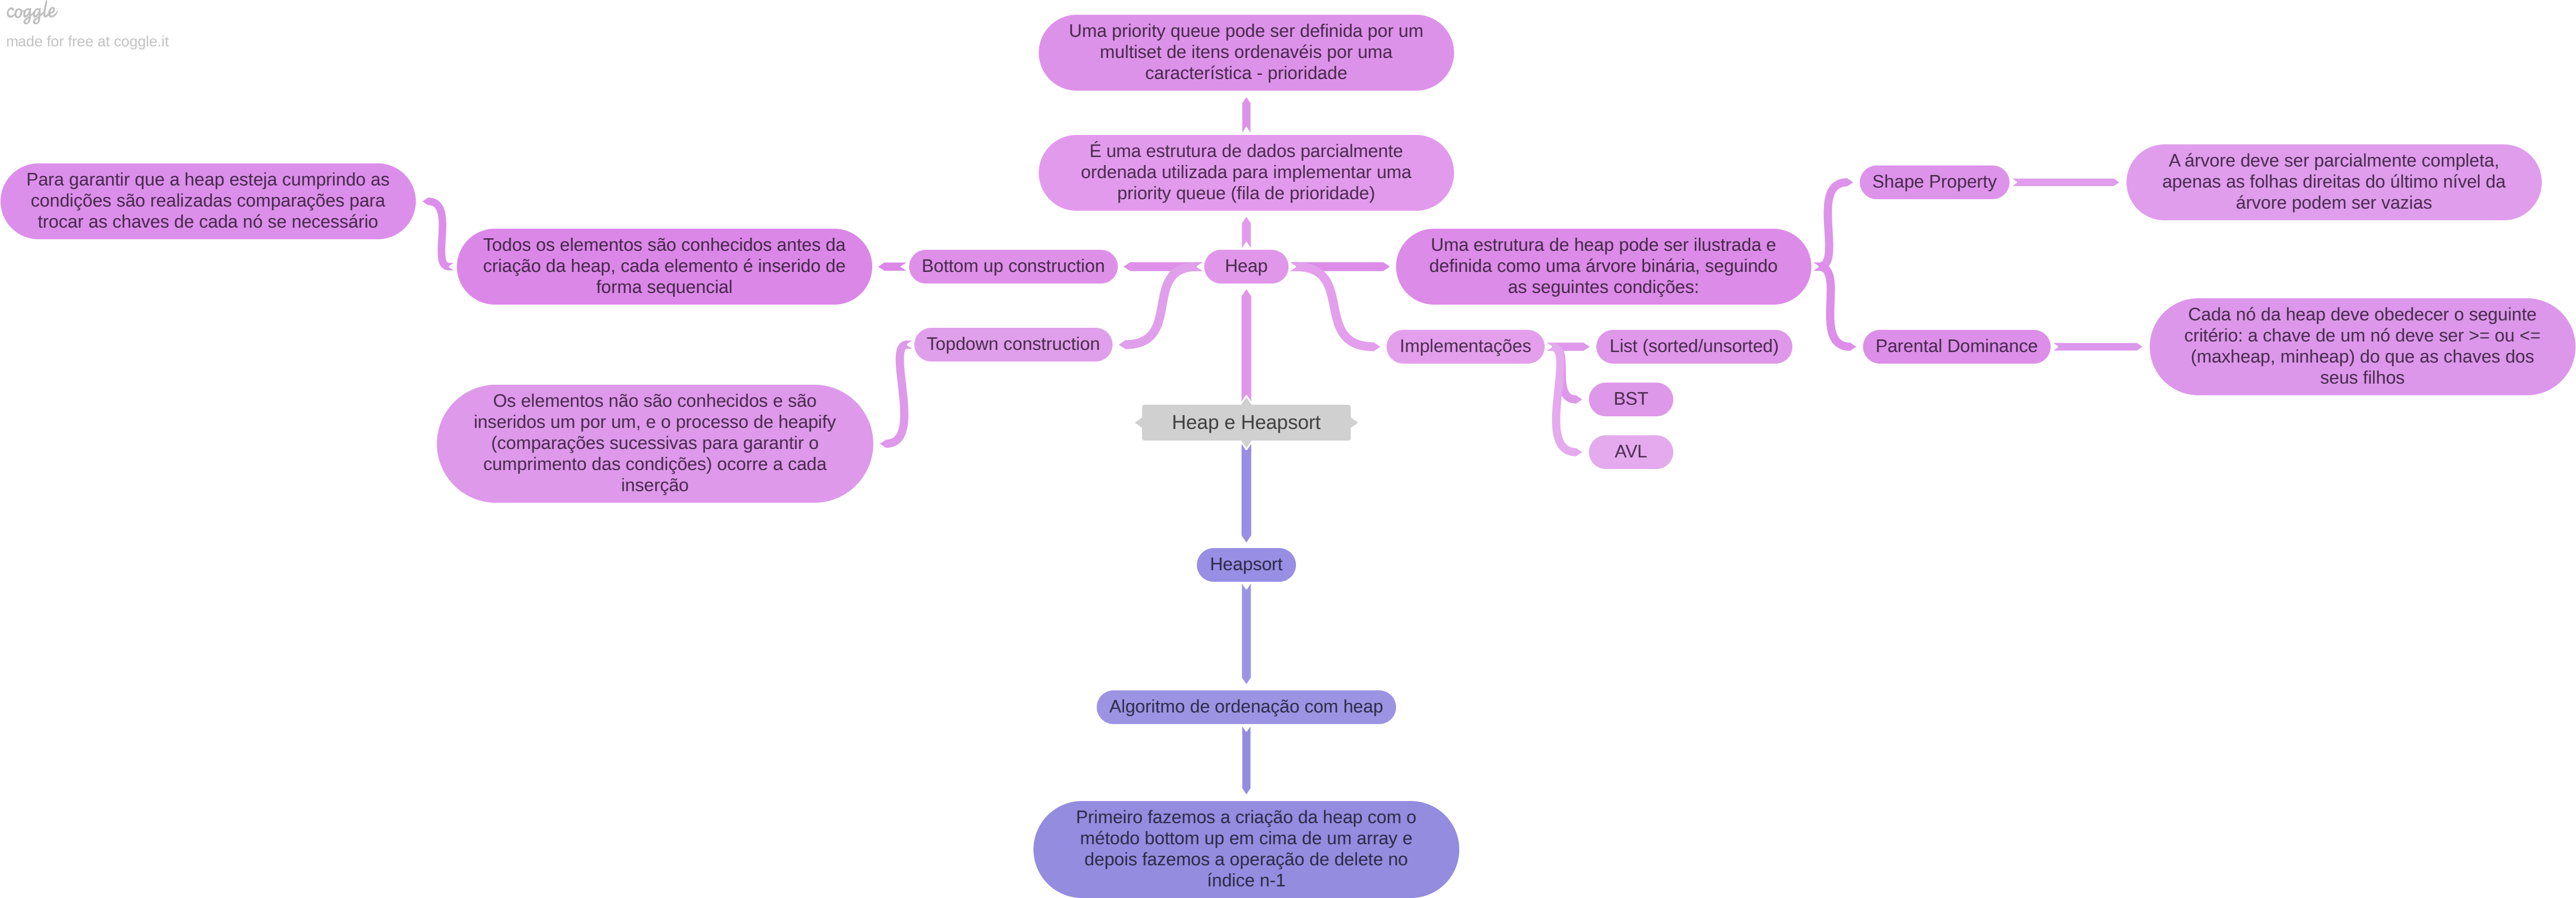 coggle
made for free at coggle.it
Uma priority queue pode ser definida por um
multiset de itens ordenavéis por uma
característica - prioridade
É uma estrutura de dados parcialmente
ordenada utilizada para implementar uma
priority queue (fila de prioridade)
Para garantir que a heap esteja cumprindo as
condições são realizadas comparações para
trocar as chaves de cada nó se necessário
Todos os elementos são conhecidos antes da
criação da heap, cada elemento é inserido de
forma sequencial
Bottom up construction
Heap
Uma estrutura de heap pode ser ilustrada e
definida como uma árvore binária, seguindo
as seguintes condições:
Shape Property
A árvore deve ser parcialmente completa,
apenas as folhas direitas do último nível da
árvore podem ser vazias
Parental Dominance
Cada nó da heap deve obedecer o seguinte
critério: a chave de um nó deve ser >= ou <=
(maxheap, minheap) do que as chaves dos
seus filhos
Topdown construction
Os elementos não são conhecidos e são
inseridos um por um, e o processo de heapify
(comparações sucessivas para garantir o
cumprimento das condições) ocorre a cada
inserção
Implementações
List (sorted/unsorted)
BST
AVL
Heap e Heapsort
Heapsort
Algoritmo de ordenação com heap
Primeiro fazemos a criação da heap com o
método bottom up em cima de um array e
depois fazemos a operação de delete no
índice n-1